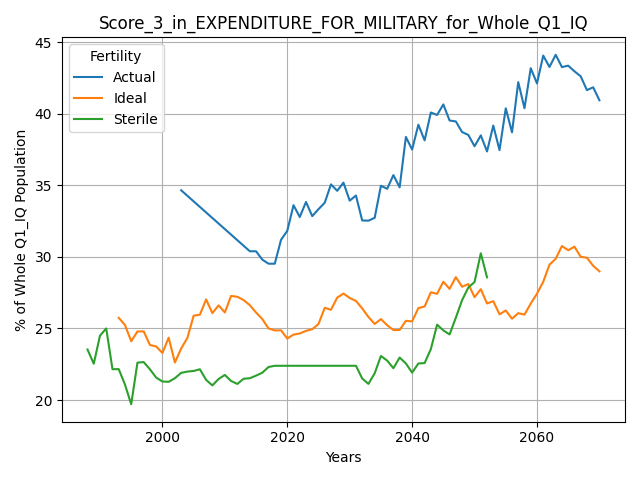 Score_3_in_EXPENDITURE_FOR_MILITARY_for_Whole_Q1_IQ
Fertility
Actual
Ideal
Sterile
% of Whole Q1_IQ Population
45
40
35
30
25
20
2000
2020
2040
2060
Years